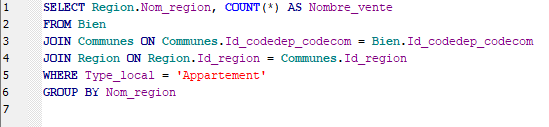 1 SELECT Region.Nom_region, COUNT(*) AS Nombre_vente
2 FROM Bien
3 JOIN Communes ON Communes.Id_codedep_codecom = Bien.Id_codedep_codecom
4 JOIN Region ON Region.Id_region = Communes.Id_region
5 WHERE Type_local = 'Appartement'
6 GROUP BY Nom_region
7